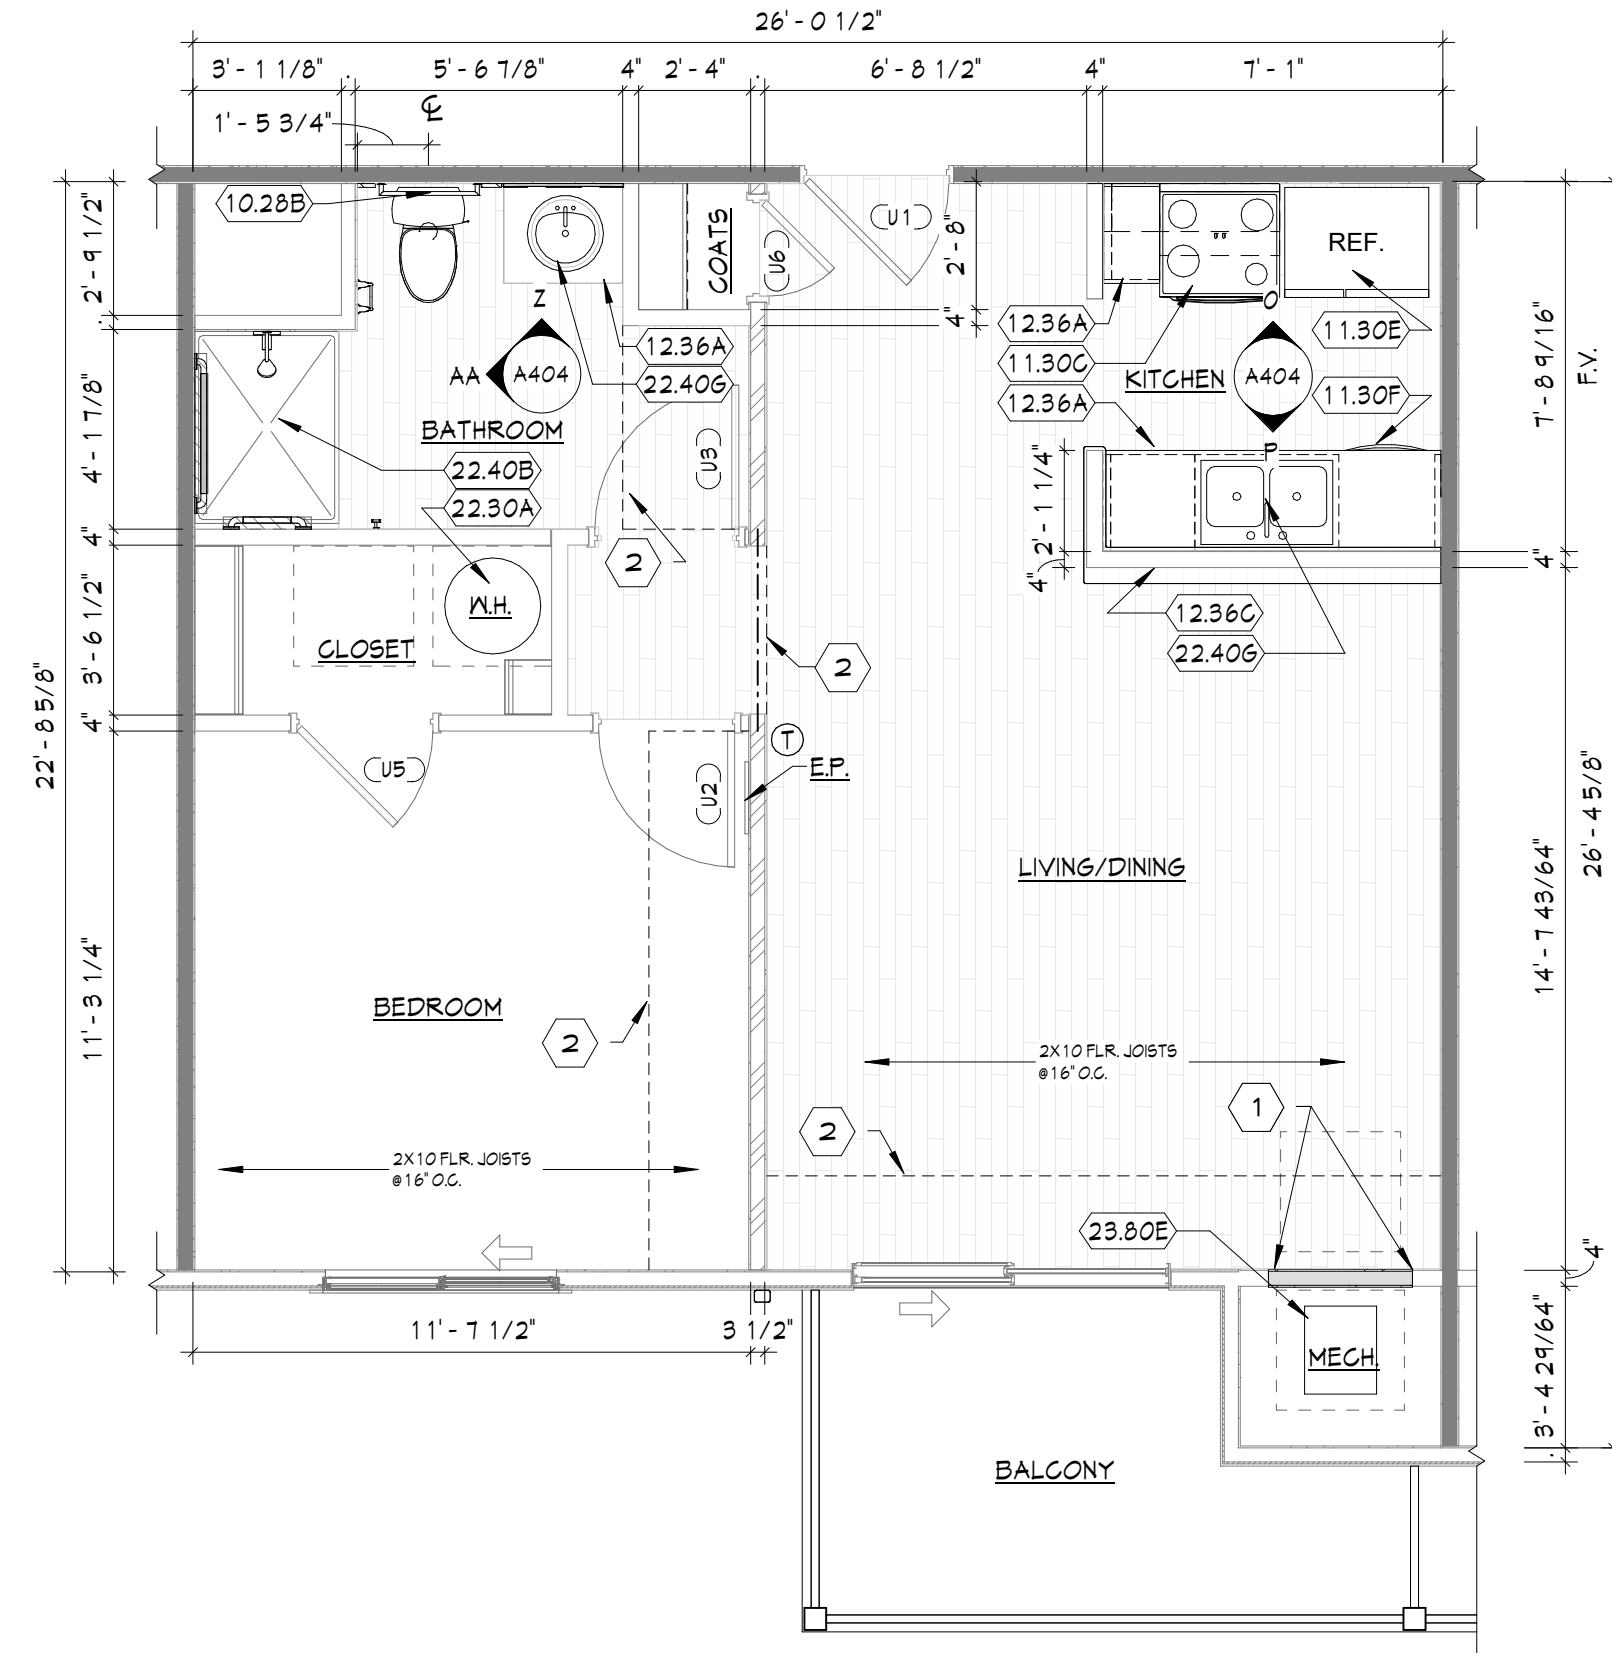 26' - 0 1/2"
3' - 1 1/8" . 5' - 6 7/8" 4" 2' - 4" . 6' - 8 1/2" 4" 7' - 1"
1' - 5 3/4" ℄
10.28B
COATS
U6
U1
2' - 8"
4"
REF.
Z
AA A404
12.36A
22.40G
BATHROOM
22.40B
22.30A
U3
12.36A
11.30C
12.36A
KITCHEN
O
A404
P
11.30E
11.30F
2' - 1 1/4"
4"
12.36C
22.40G
2
W.H.
CLOSET
2
T
E.P.
U5
U2
LIVING/DINING
BEDROOM
2
2X10 FLR. JOISTS
@16" O.C.
2X10 FLR. JOISTS
@16" O.C.
1
2
23.80E
MECH.
BALCONY
11' - 7 1/2" 3 1/2"
22' - 8 5/8"
2' - 9 1/2"
.
4' - 1 7/8"
4"
3' - 6 1/2"
4"
11' - 3 1/4"
7' - 8 9/16"
4"
14' - 7 43/64"
4"
3' - 4 29/64"
.
F.V.
26' - 4 5/8"